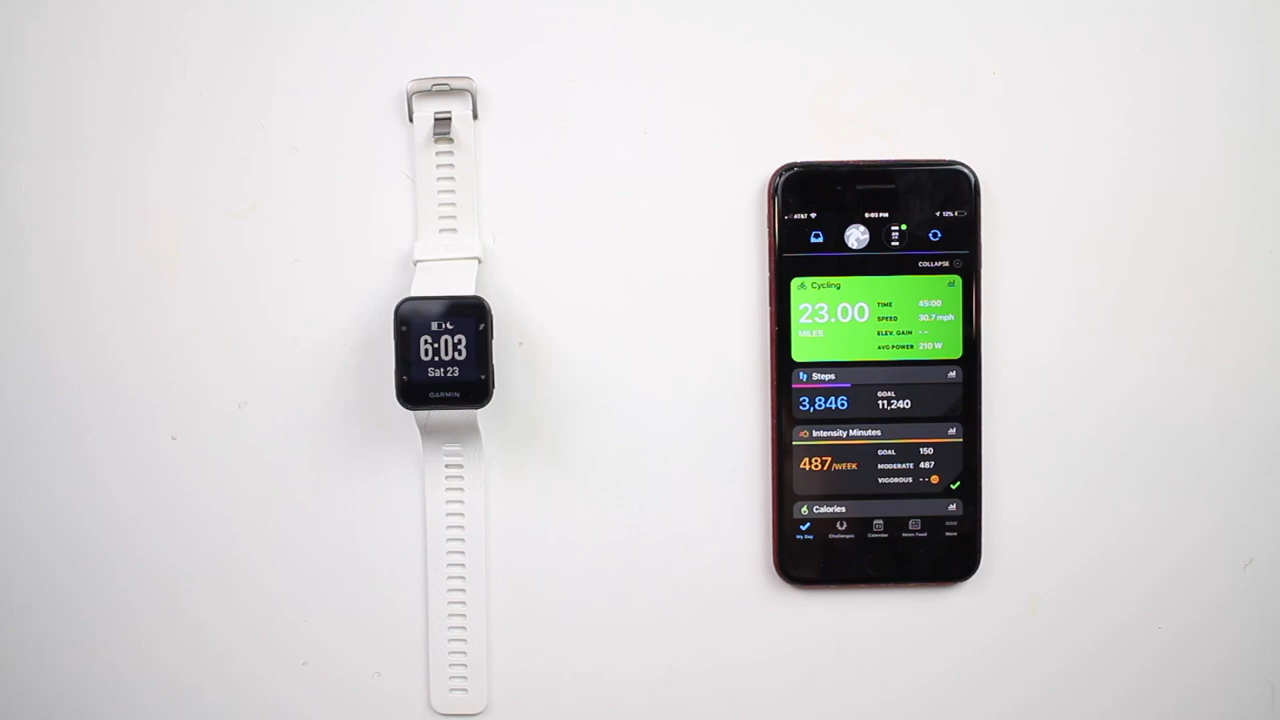 6:03
Sat 23
GARMIN
AT&T 6:03 PM 12%
COLLAPSE
Cycling
23.00
MILES
TIME 45:00
SPEED 30.7 mph
ELEV. GAIN --
AVG POWER 210 W
Steps
3,846
GOAL
11,240
Intensity Minutes
487/WEEK
GOAL 150
MODERATE 487
VIGOROUS --
Calories
My Day Challenges Calendar News Feed More